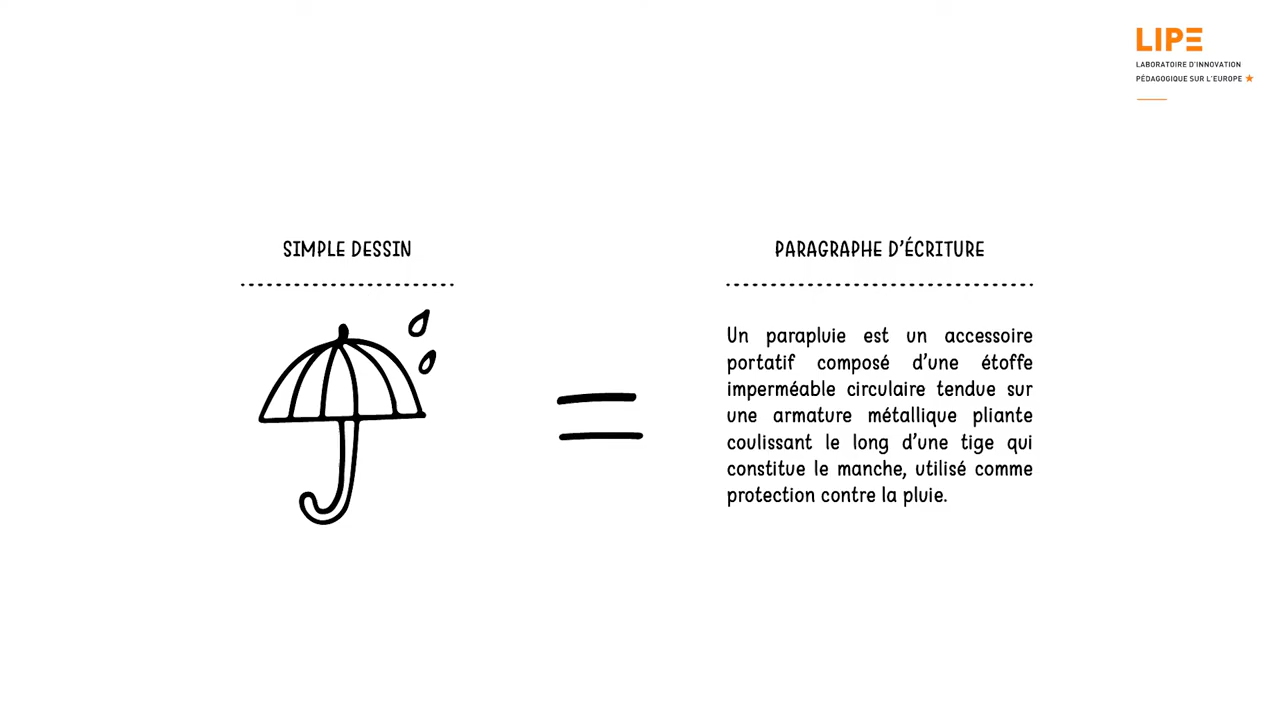 LIPE
LABORATOIRE D'INNOVATION
PÉDAGOGIQUE SUR L'EUROPE
SIMPLE DESSIN
PARAGRAPHE D'ÉCRITURE
Un parapluie est un accessoire
portatif composé d'une étoffe
imperméable circulaire tendue sur
une armature métallique pliante
coulissant le long d'une tige qui
constitue le manche, utilisé comme
protection contre la pluie.